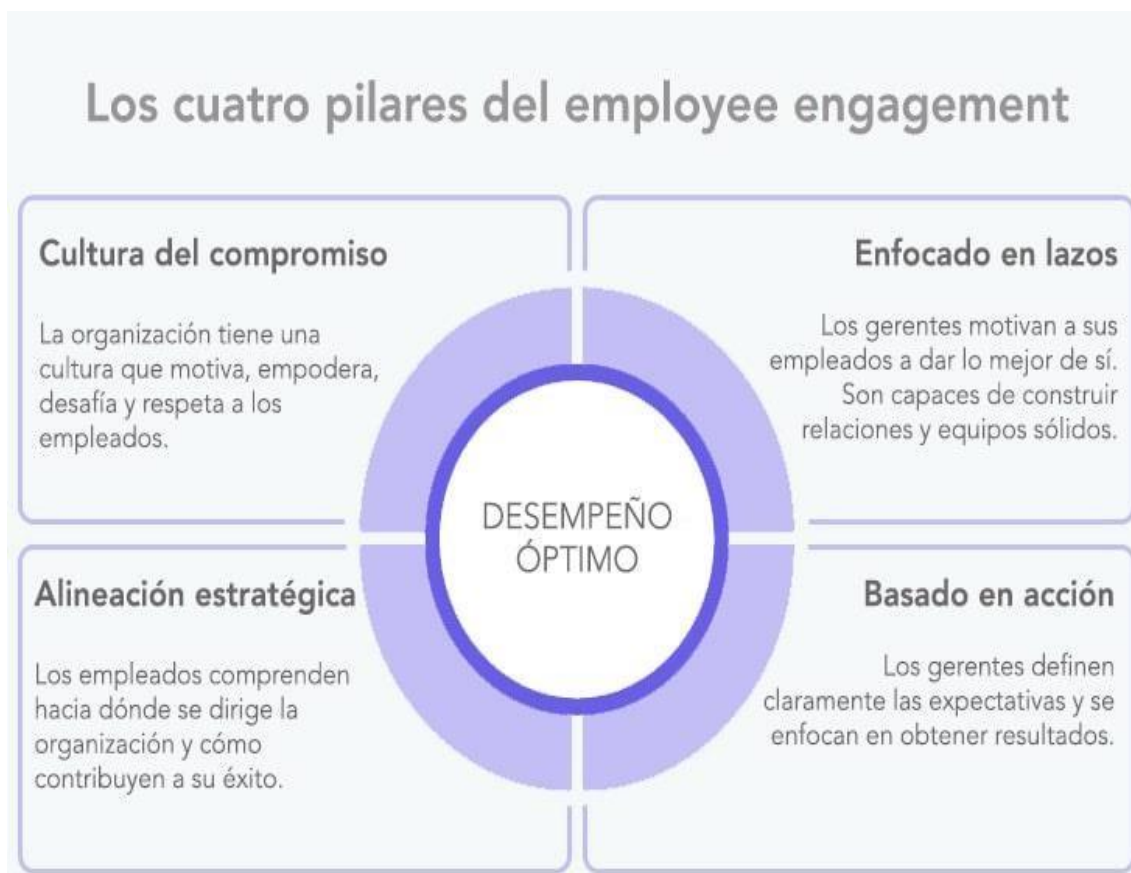 Los cuatro pilares del employee engagement
Cultura del compromiso
La organización tiene una
cultura que motiva, empodera,
desafía y respeta a los
empleados.
Enfocado en lazos
Los gerentes motivan a sus
empleados a dar lo mejor de sí.
Son capaces de construir
relaciones y equipos sólidos.
DESEMPEÑO
ÓPTIMO
Alineación estratégica
Los empleados comprenden
hacia dónde se dirige la
organización y cómo
contribuyen a su éxito.
Basado en acción
Los gerentes definen
claramente las expectativas y se
enfocan en obtener resultados.